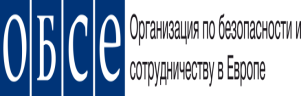 обсе Организация по безопасности и
сотрудничеству в Европе